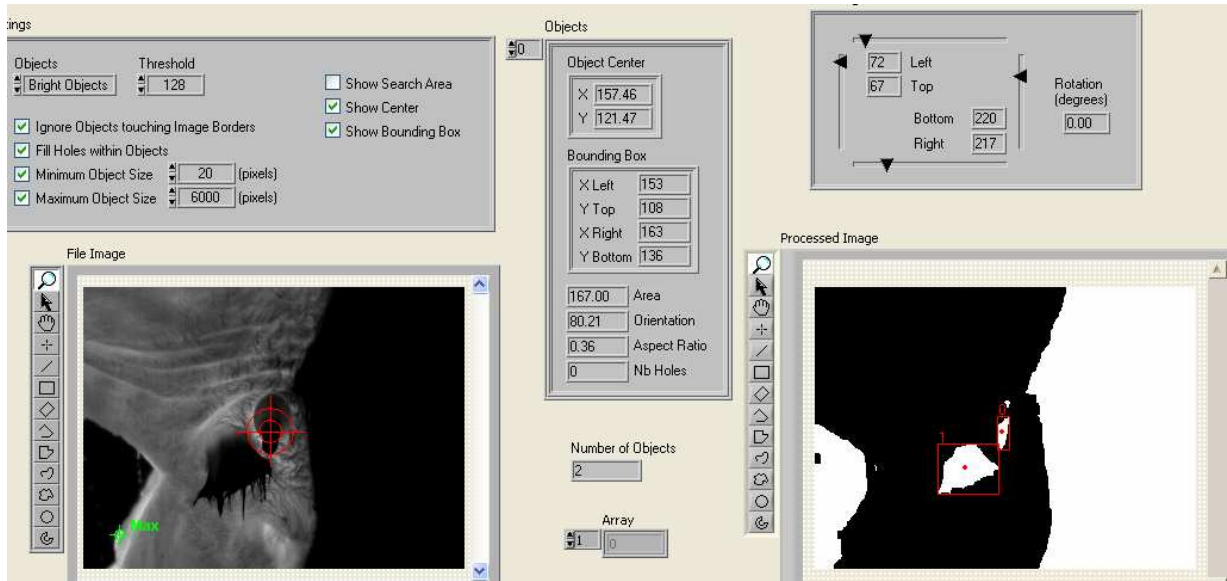 tings
Objects
Threshold
Bright Objects
128
Ignore Objects touching Image Borders
Fill Holes within Objects
Minimum Object Size 20 (pixels)
Maximum Object Size 6000 (pixels)
Show Search Area
Show Center
Show Bounding Box
Objects
0
Object Center
X 157.46
Y 121.47
Bounding Box
X Left 153
Y Top 108
X Right 163
Y Bottom 136
167.00 Area
80.21 Orientation
0.36 Aspect Ratio
0 Nb Holes
Number of Objects
2
Array
1 0
72 Left
67 Top
Bottom 220
Right 217
Rotation
(degrees)
0.00
File Image
Max
Processed Image
0
1